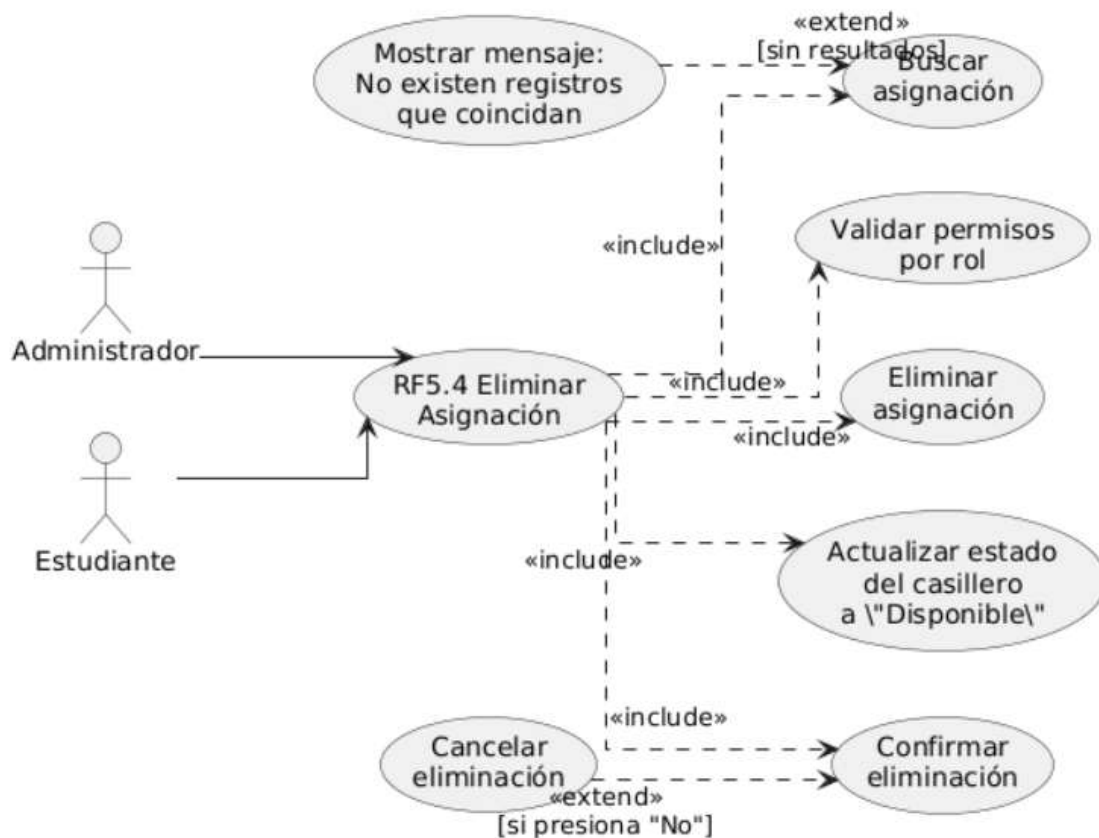 «extend»
[sin resultados]
Mostrar mensaje:
No existen registros
que coincidan
Buscar
asignación
Validar permisos
por rol
«include»
Administrador
«include»
RF5.4 Eliminar
Asignación
Eliminar
asignación
«include»
Estudiante
«include»
Actualizar estado
del casillero
a \"Disponible\"
«include»
Cancelar
eliminación
Confirmar
eliminación
«extend»
[si presiona "No"]